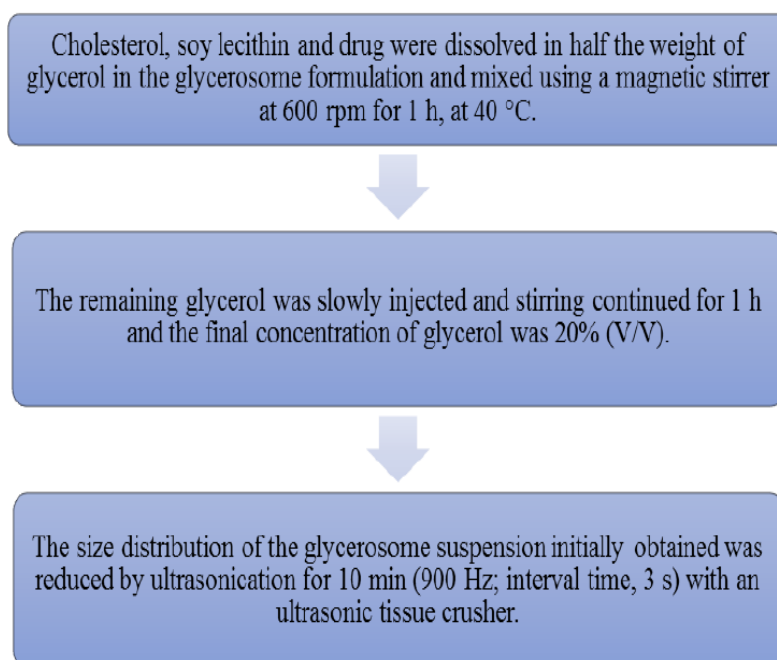 Cholesterol, soy lecithin and drug were dissolved in half the weight of
glycerol in the glycerosome formulation and mixed using a magnetic stirrer
at 600 rpm for 1 h, at 40 °C.
The remaining glycerol was slowly injected and stirring continued for 1 h
and the final concentration of glycerol was 20% (V/V).
The size distribution of the glycerosome suspension initially obtained was
reduced by ultrasonication for 10 min (900 Hz; interval time, 3 s) with an
ultrasonic tissue crusher.